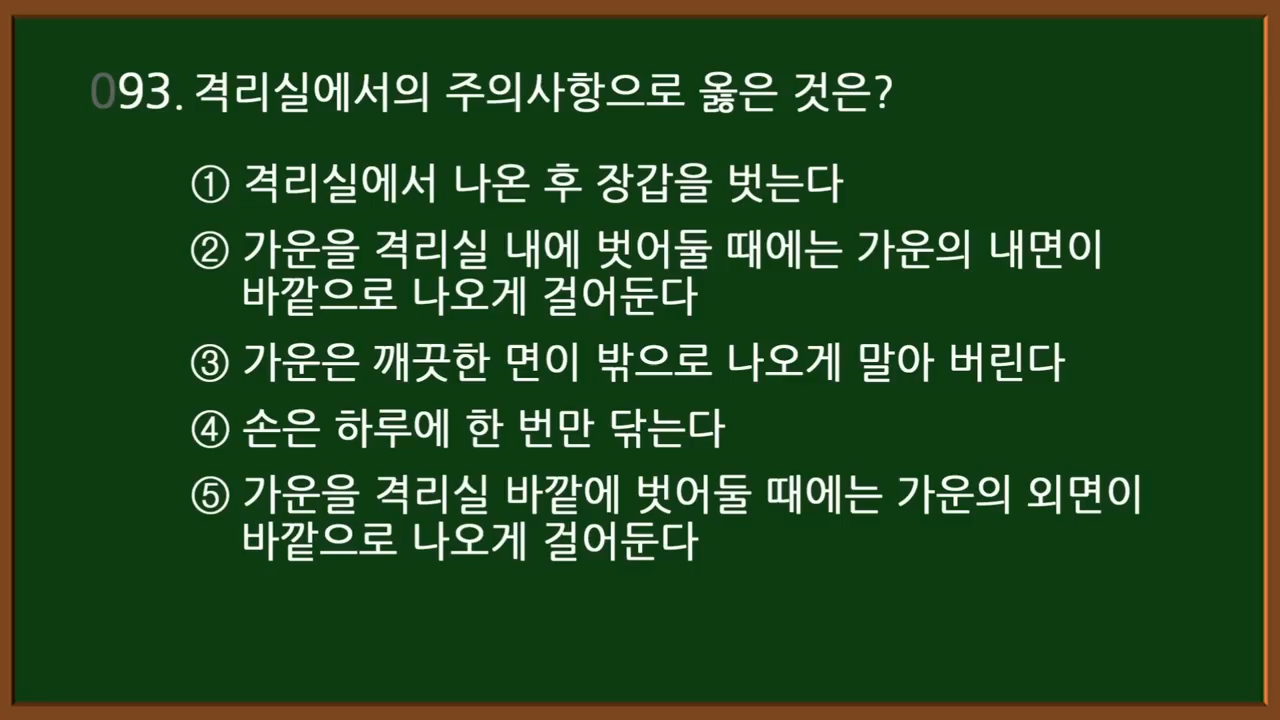 093. 격리실에서의 주의사항으로 옳은 것은?
① 격리실에서 나온 후 장갑을 벗는다
② 가운을 격리실 내에 벗어둘 때에는 가운의 내면이
바깥으로 나오게 걸어둔다
③ 가운은 깨끗한 면이 밖으로 나오게 말아 버린다
④ 손은 하루에 한 번만 닦는다
⑤ 가운을 격리실 바깥에 벗어둘 때에는 가운의 외면이
바깥으로 나오게 걸어둔다